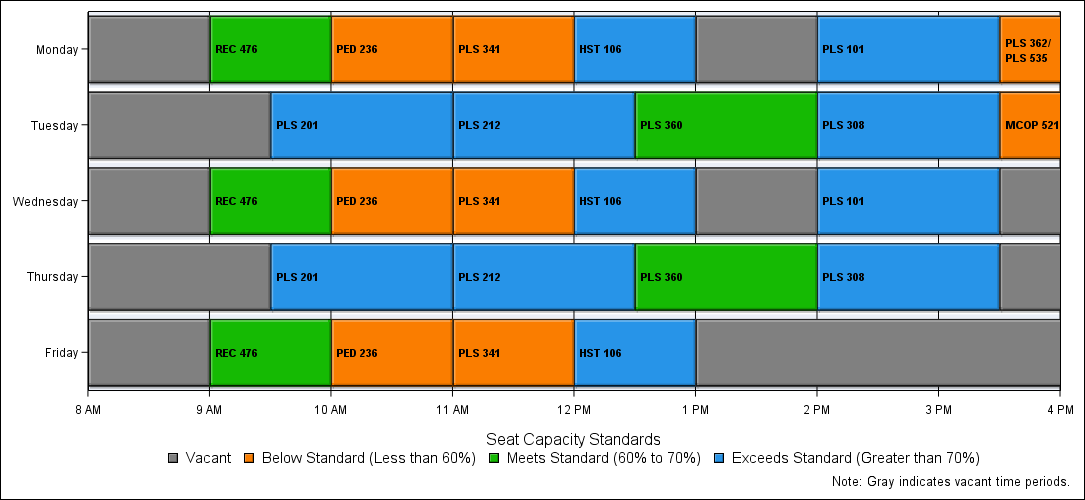 Monday
REC 476
PED 236
PLS 341
HST 106
PLS 101
PLS 362/
PLS 535
Tuesday
PLS 201
PLS 212
PLS 360
PLS 308
MCOP 521
Wednesday
REC 476
PED 236
PLS 341
HST 106
PLS 101
Thursday
PLS 201
PLS 212
PLS 360
PLS 308
Friday
REC 476
PED 236
PLS 341
HST 106
8 AM 9 AM 10 AM 11 AM 12 PM 1 PM 2 PM 3 PM 4 PM
Seat Capacity Standards
Vacant Below Standard (Less than 60%) Meets Standard (60% to 70%) Exceeds Standard (Greater than 70%)
Note: Gray indicates vacant time periods.